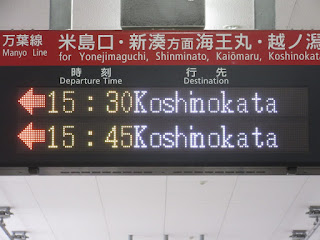 万葉線 米島口・新湊方面 海王丸・越ノ潟
Manyo Line for Yonejimaguchi, Shinminato, Kaiōmaru, Koshinokata
時刻 行先
Departure Time Destination
15:30Koshinokata
15:45Koshinokata